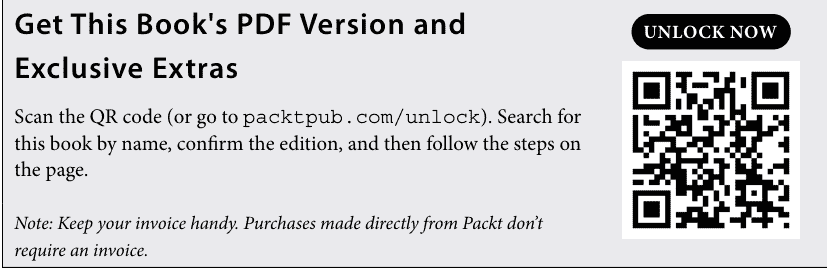 Get This Book's PDF Version and
Exclusive Extras
UNLOCK NOW
Scan the QR code (or go to packtpub.com/unlock). Search for
this book by name, confirm the edition, and then follow the steps on
the page.
Note: Keep your invoice handy. Purchases made directly from Packt don’t
require an invoice.